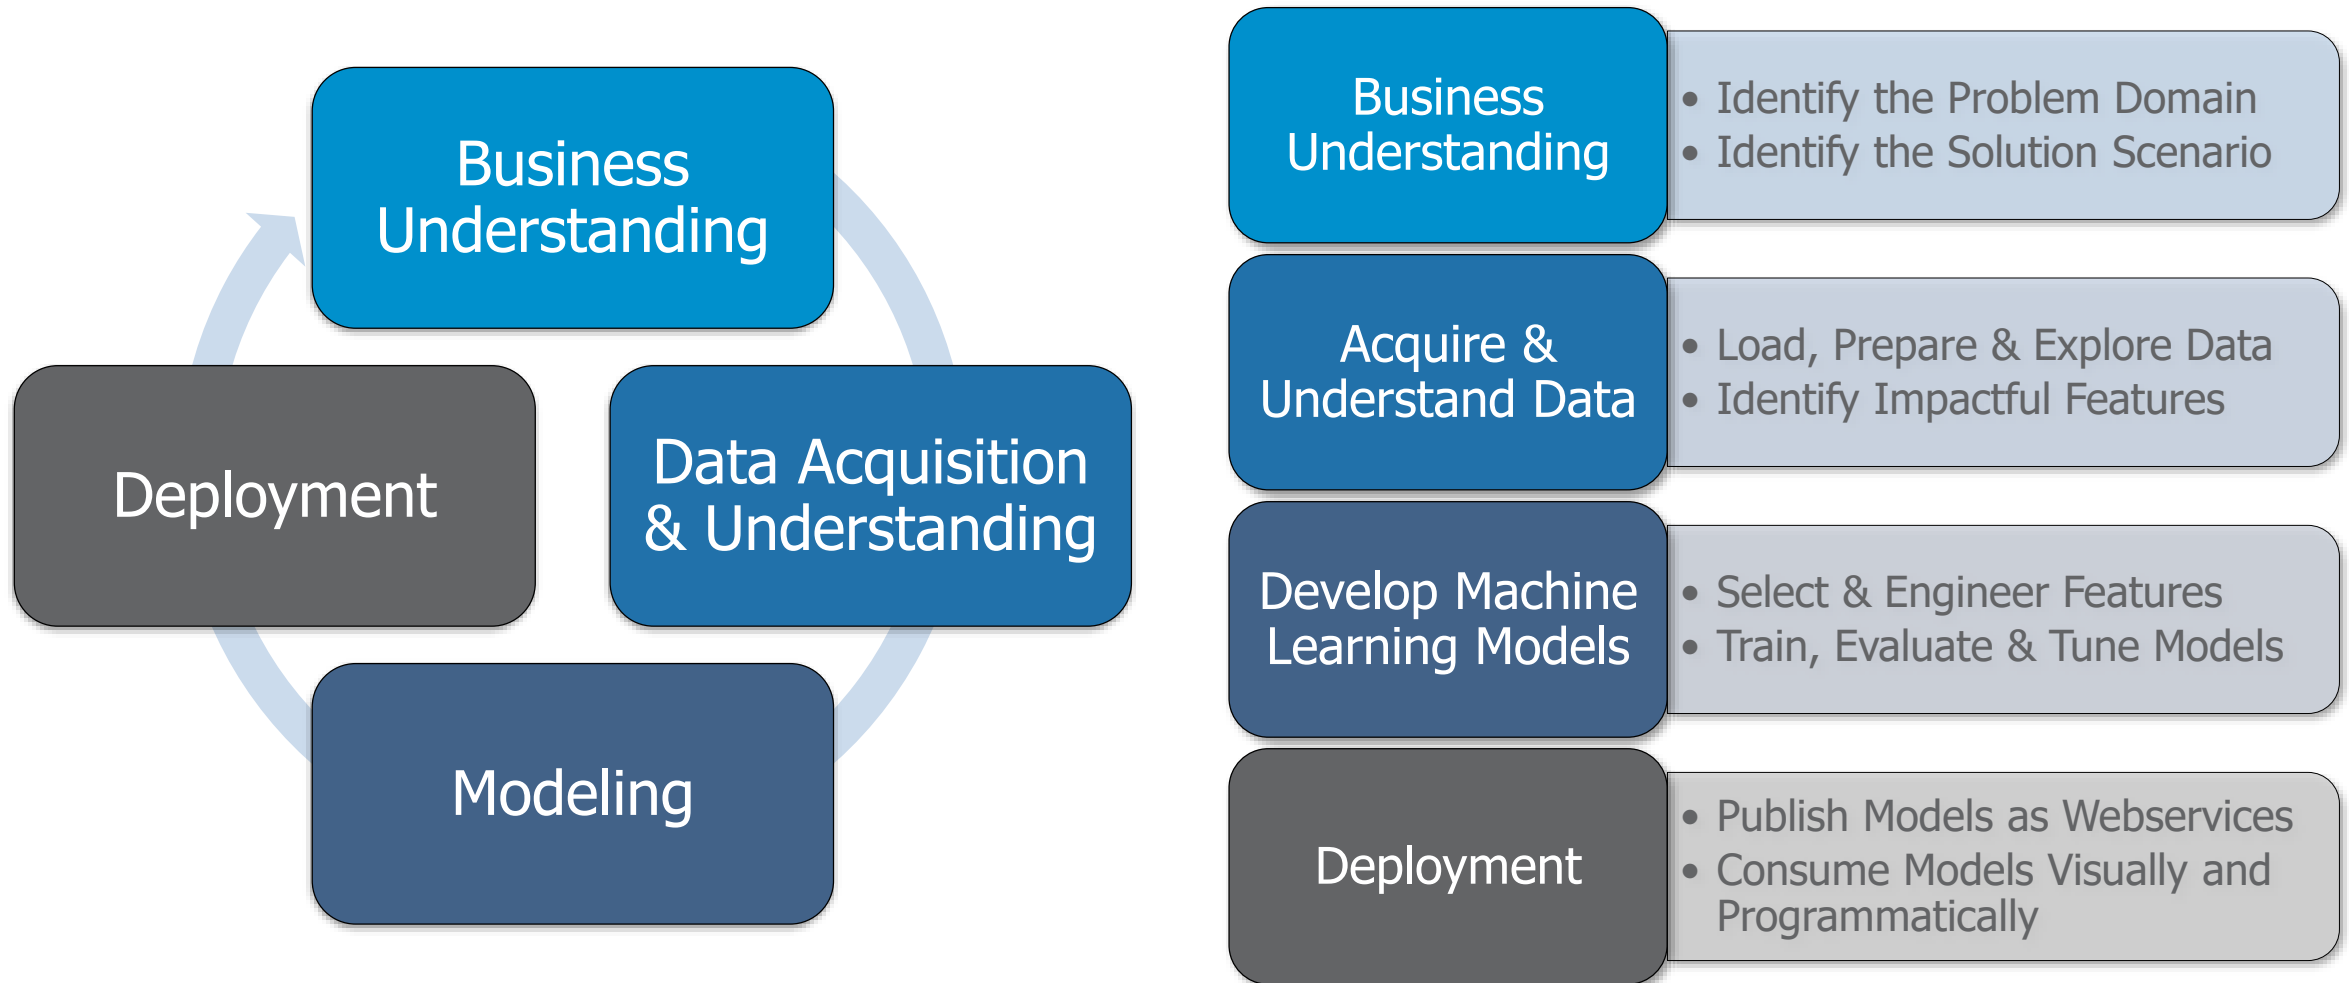 Business
Understanding
Data Acquisition
& Understanding
Modeling
Deployment
Business
Understanding
• Identify the Problem Domain
• Identify the Solution Scenario
Acquire &
Understand Data
• Load, Prepare & Explore Data
• Identify Impactful Features
Develop Machine
Learning Models
• Select & Engineer Features
• Train, Evaluate & Tune Models
Deployment
• Publish Models as Webservices
• Consume Models Visually and
Programmatically